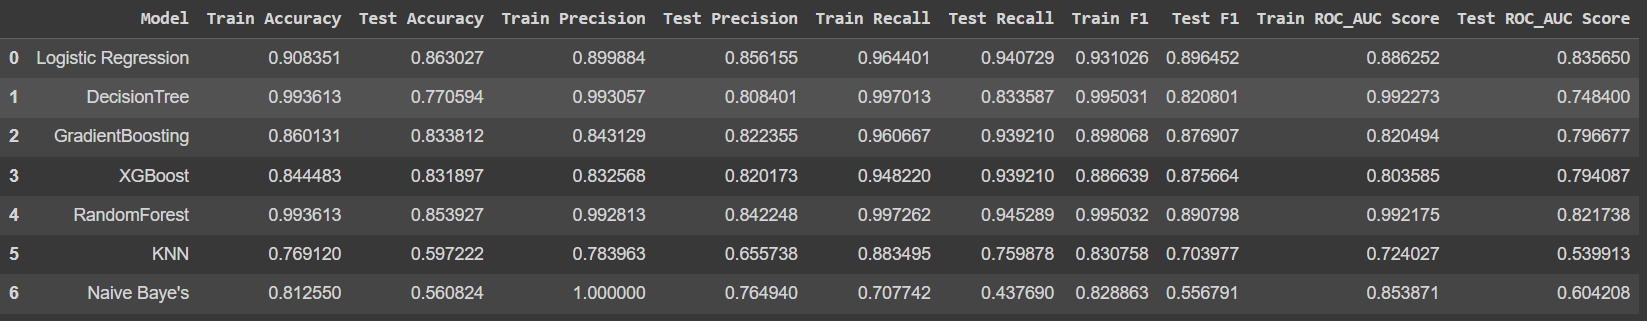 Model Train Accuracy Test Accuracy Train Precision Test Precision Train Recall Test Recall Train F1 Test F1 Train ROC_AUC Score Test ROC_AUC Score
0 Logistic Regression 0.908351 0.863027 0.899884 0.856155 0.964401 0.940729 0.931026 0.896452 0.886252 0.835650
1 DecisionTree 0.993613 0.770594 0.993057 0.808401 0.997013 0.833587 0.995031 0.820801 0.992273 0.748400
2 GradientBoosting 0.860131 0.833812 0.843129 0.822355 0.960667 0.939210 0.898068 0.876907 0.820494 0.796677
3 XGBoost 0.844483 0.831897 0.832568 0.820173 0.948220 0.939210 0.886639 0.875664 0.803585 0.794087
4 RandomForest 0.993613 0.853927 0.992813 0.842248 0.997262 0.945289 0.995032 0.890798 0.992175 0.821738
5 KNN 0.769120 0.597222 0.783963 0.655738 0.883495 0.759878 0.830758 0.703977 0.724027 0.539913
6 Naive Baye's 0.812550 0.560824 1.000000 0.764940 0.707742 0.437690 0.828863 0.556791 0.853871 0.604208